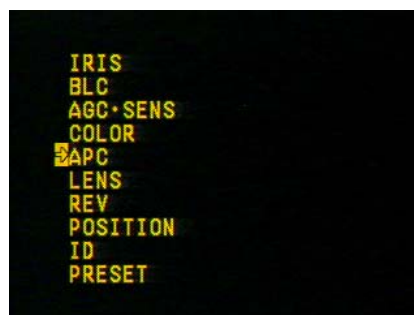 IRIS
BLC
AGC・SENS
COLOR
→APC
LENS
REV
POSITION
ID
PRESET